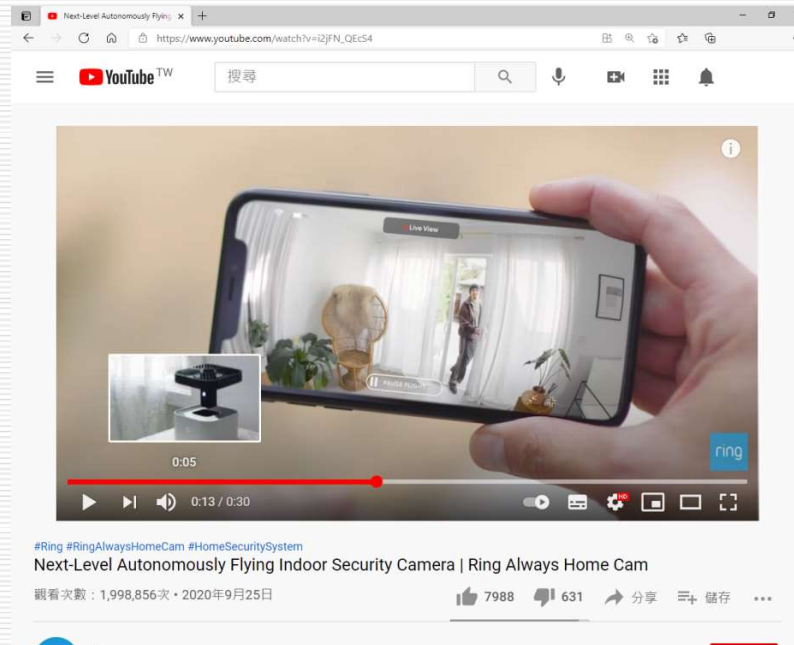 Next-Level Autonomously Flying
https://www.youtube.com/watch?v=i2jFN_QEcS4
YouTube TW
搜尋
Live View
PAUSE FLIGHT
ring
0:05
0:13 / 0:30
HD
#Ring #RingAlwaysHomeCam #HomeSecuritySystem
Next-Level Autonomously Flying Indoor Security Camera | Ring Always Home Cam
觀看次數：1,998,856次 • 2020年9月25日
7988
631
分享
儲存